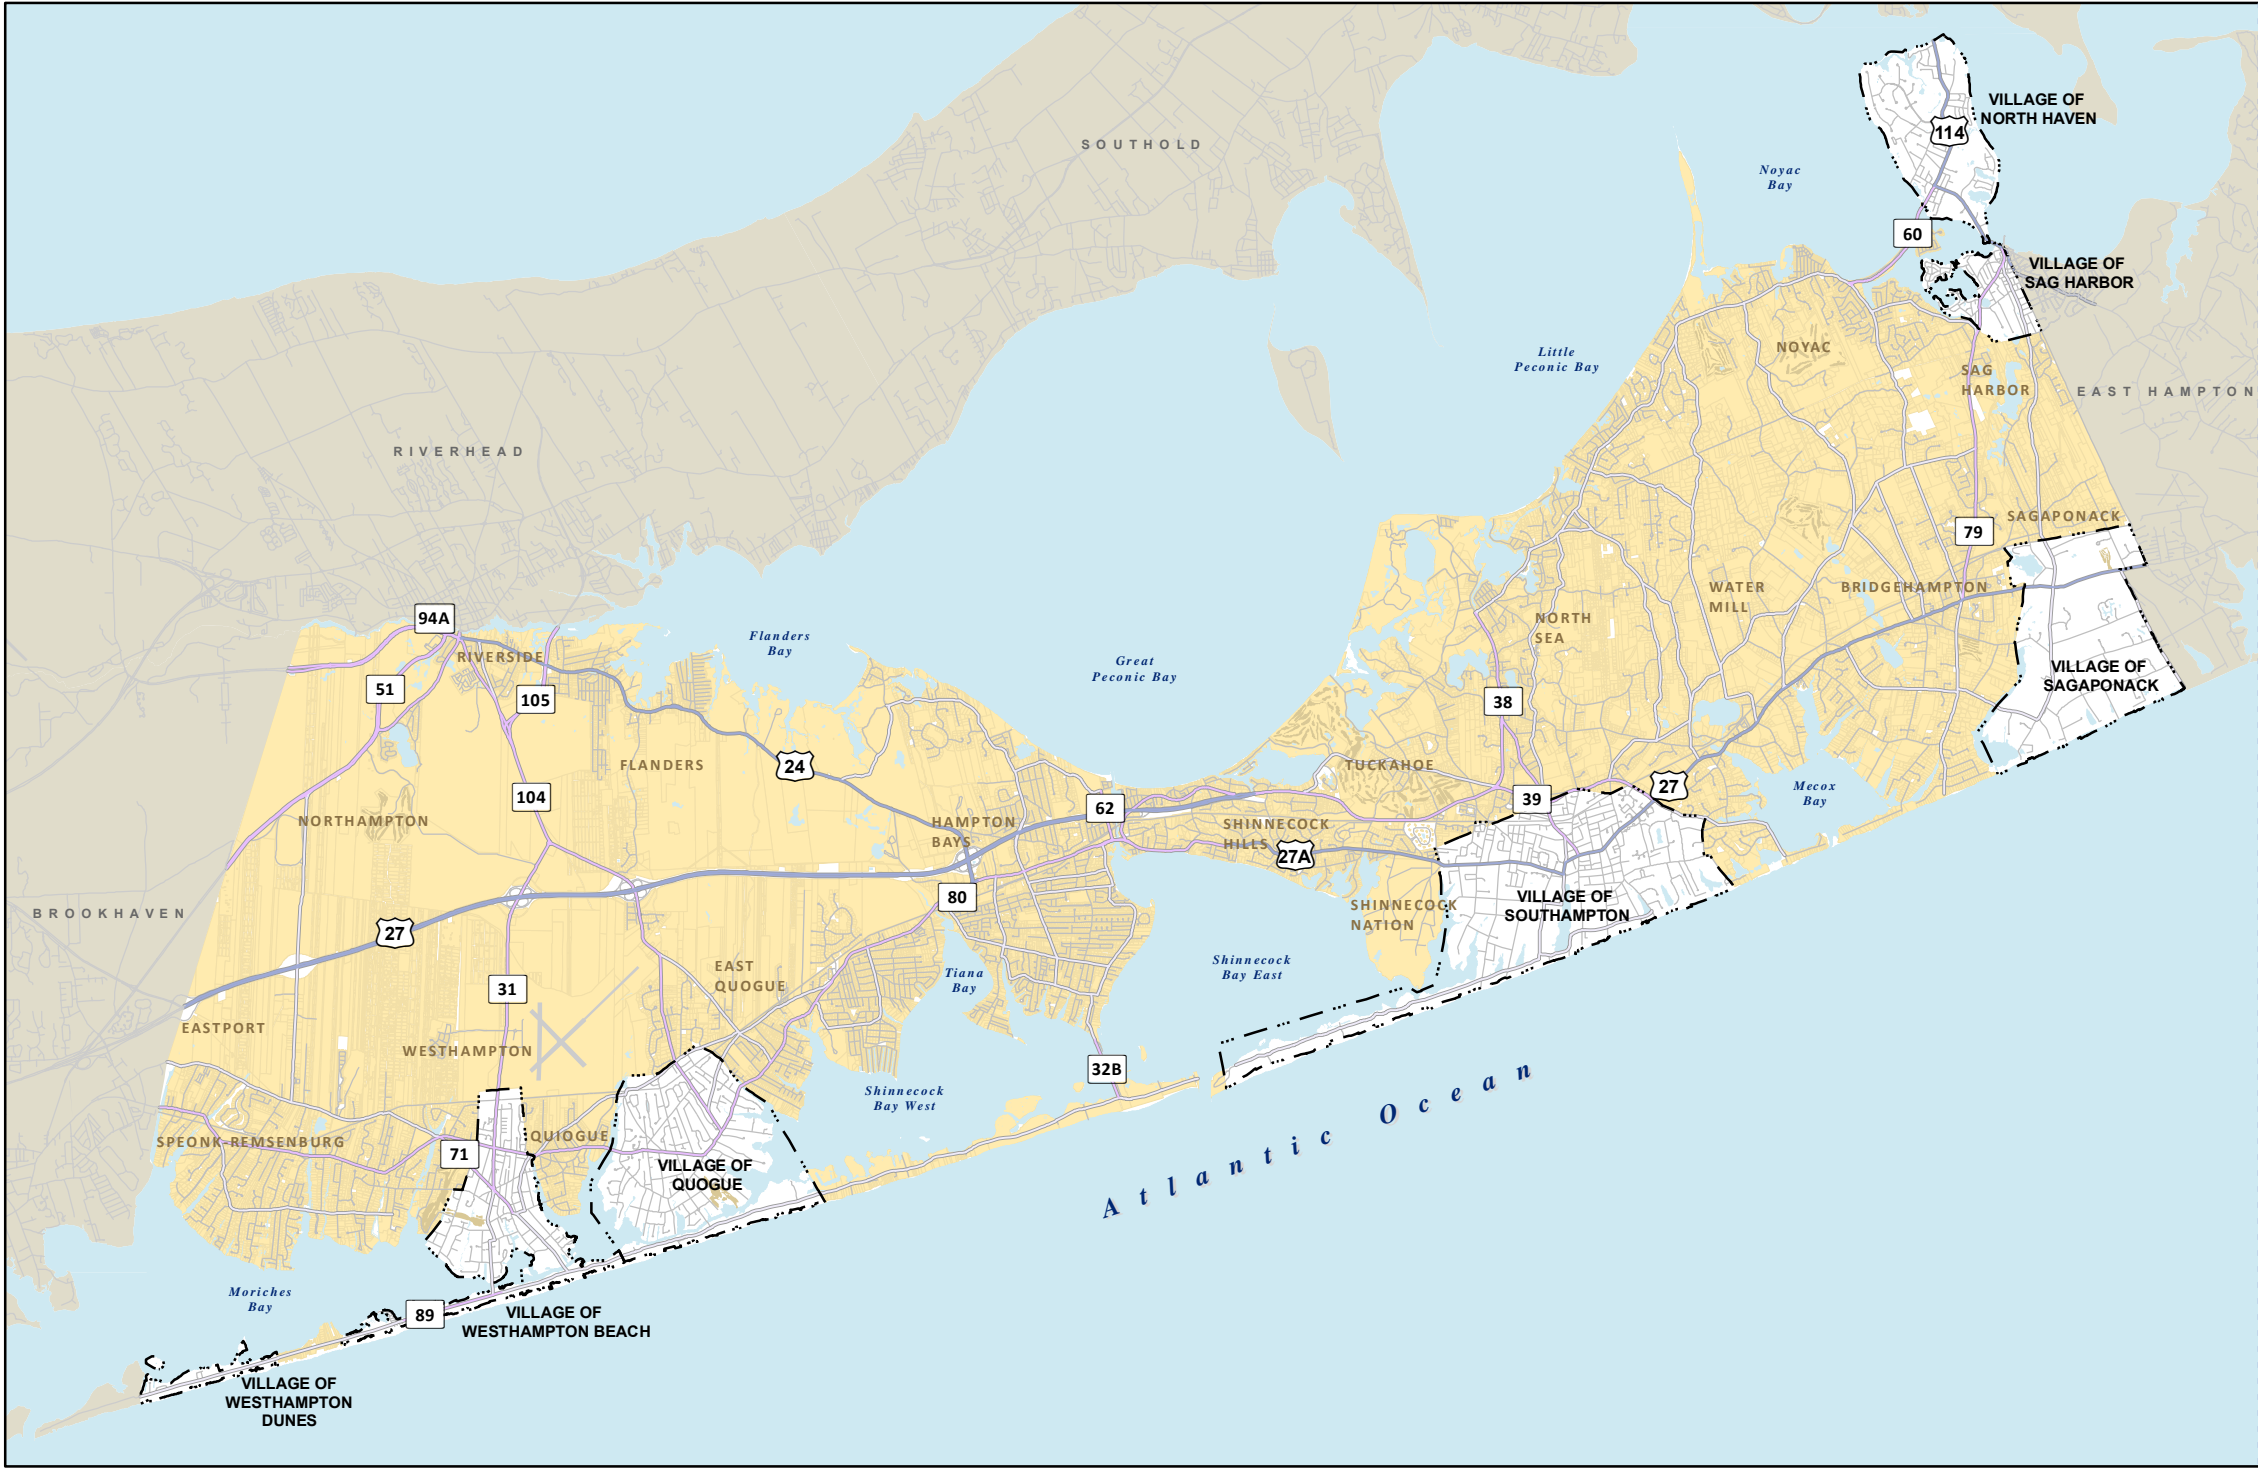 VILLAGE OF
NORTH HAVEN
114
SOUTHOLD
Noyac
Bay
60
VILLAGE OF
SAG HARBOR
NOYAC
Little
Peconic Bay
SAG
HARBOR
EAST HAMPTON
RIVERHEAD
SAGAPONACK
79
WATER
MILL
BRIDGEHAMPTON
94A
NORTH
SEA
Flanders
Bay
RIVERSIDE
Great
Peconic Bay
VILLAGE OF
SAGAPONACK
51
105
38
FLANDERS
24
TUCKAHOE
27
Mecox
Bay
104
39
62
NORTHAMPTON
HAMPTON
BAYS
SHINNECOCK
HILLS
27A
80
VILLAGE OF
SOUTHAMPTON
SHINNECOCK
NATION
BROOKHAVEN
27
Shinnecock
Bay East
EAST
QUOGUE
Tiana
Bay
31
EASTPORT
WESTHAMPTON
32B
Shinnecock
Bay West
Atlantic Ocean
SPEONK-REMSENBURG
QUIOGUE
71
VILLAGE OF
QUOGUE
Moriches
Bay
89
VILLAGE OF
WESTHAMPTON BEACH
VILLAGE OF
WESTHAMPTON
DUNES